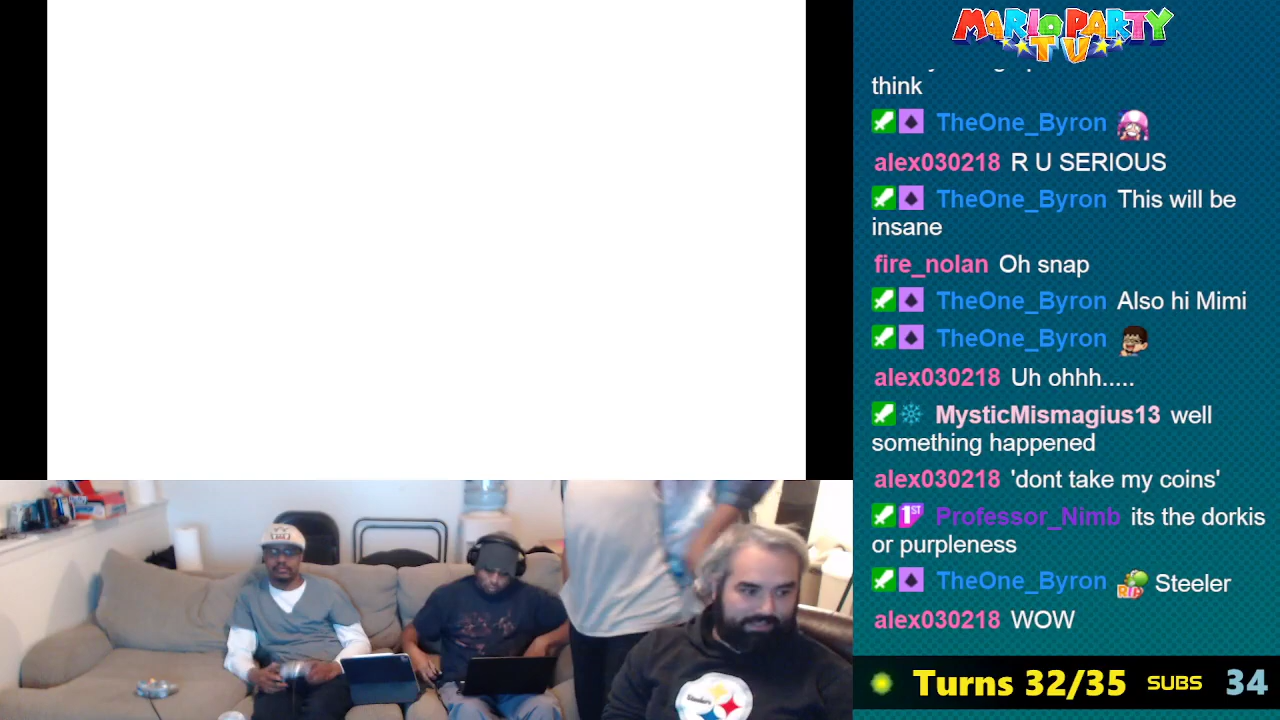 MARIO PARTY
TV
think
TheOne_Byron
alex030218 R U SERIOUS
TheOne_Byron This will be
insane
fire_nolan Oh snap
TheOne_Byron Also hi Mimi
TheOne_Byron
alex030218 Uh ohhh.....
MysticMismagius13 well
something happened
alex030218 'dont take my coins'
1ST Professor_Nimb its the dorkis
or purpleness
TheOne_Byron Steeler
alex030218 WOW
Steelers
Turns 32/35 SUBS 34